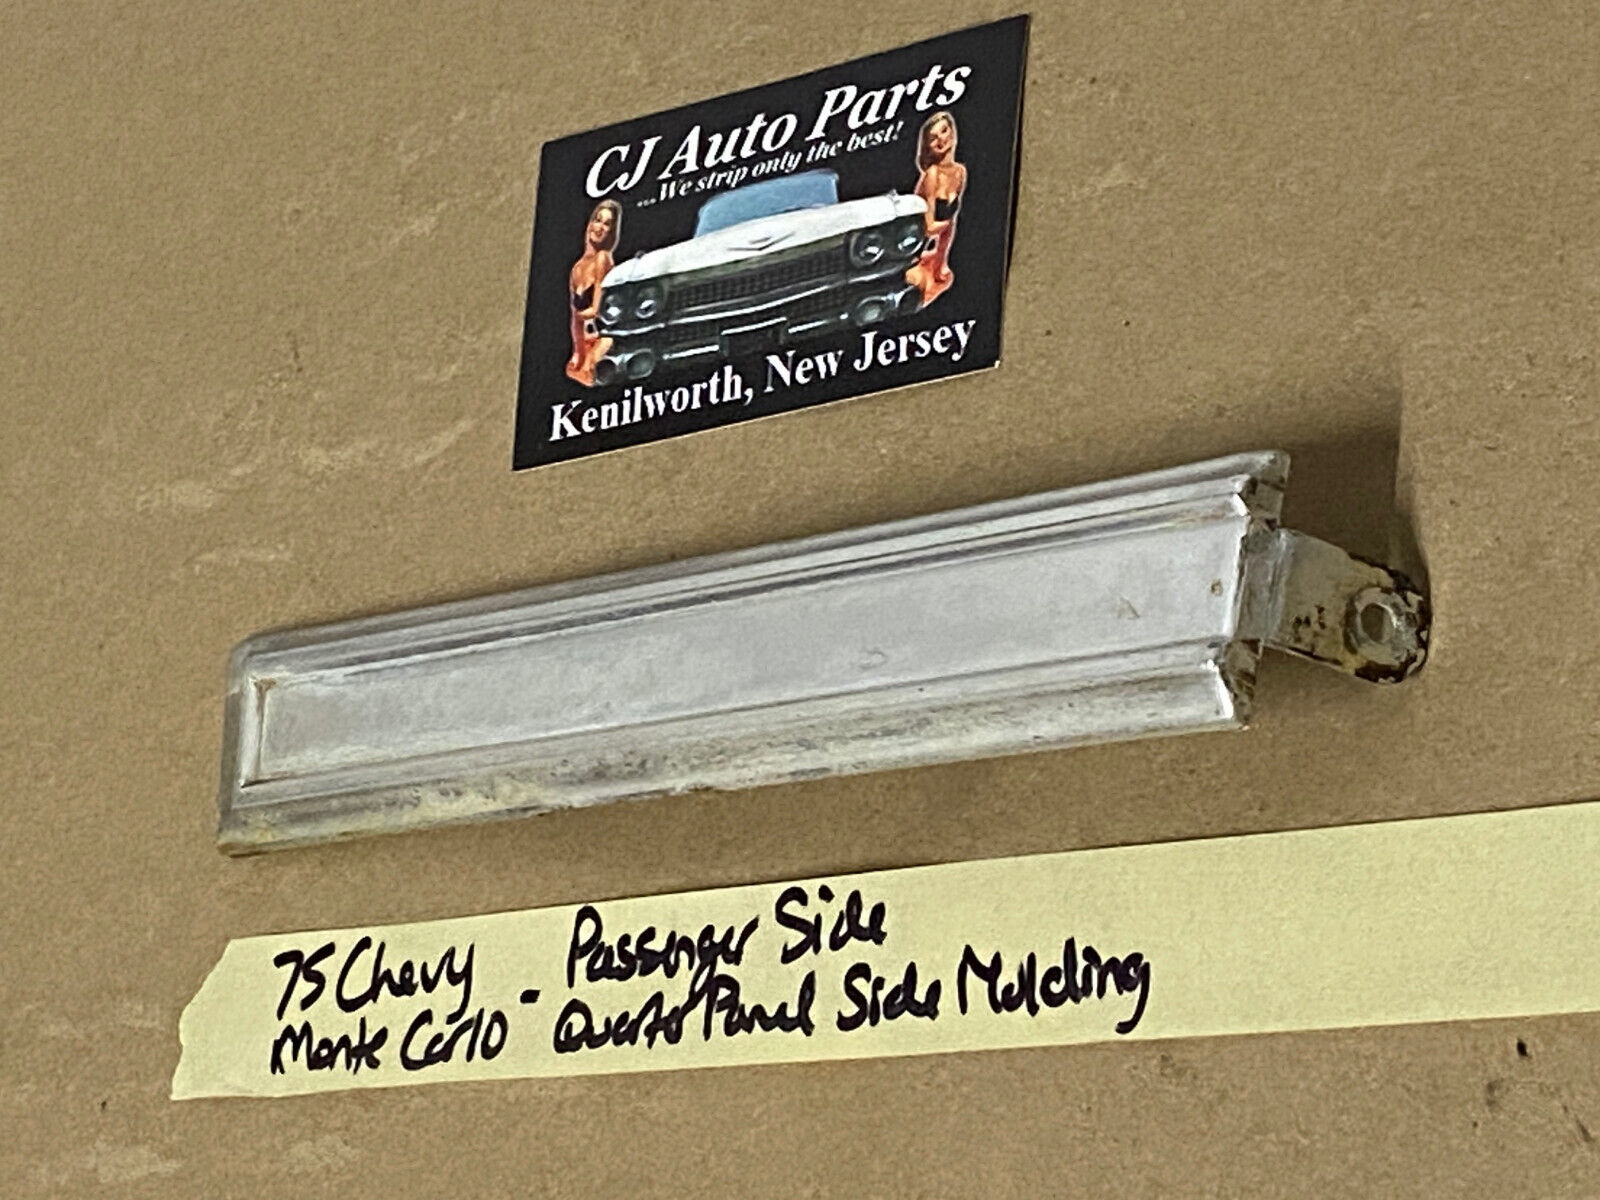 CJ Auto Parts
...We strip only the best!
Kenilworth, New Jersey
75 Chevy - Passenger Side
Monte Carlo Quarter Panel Side Molding